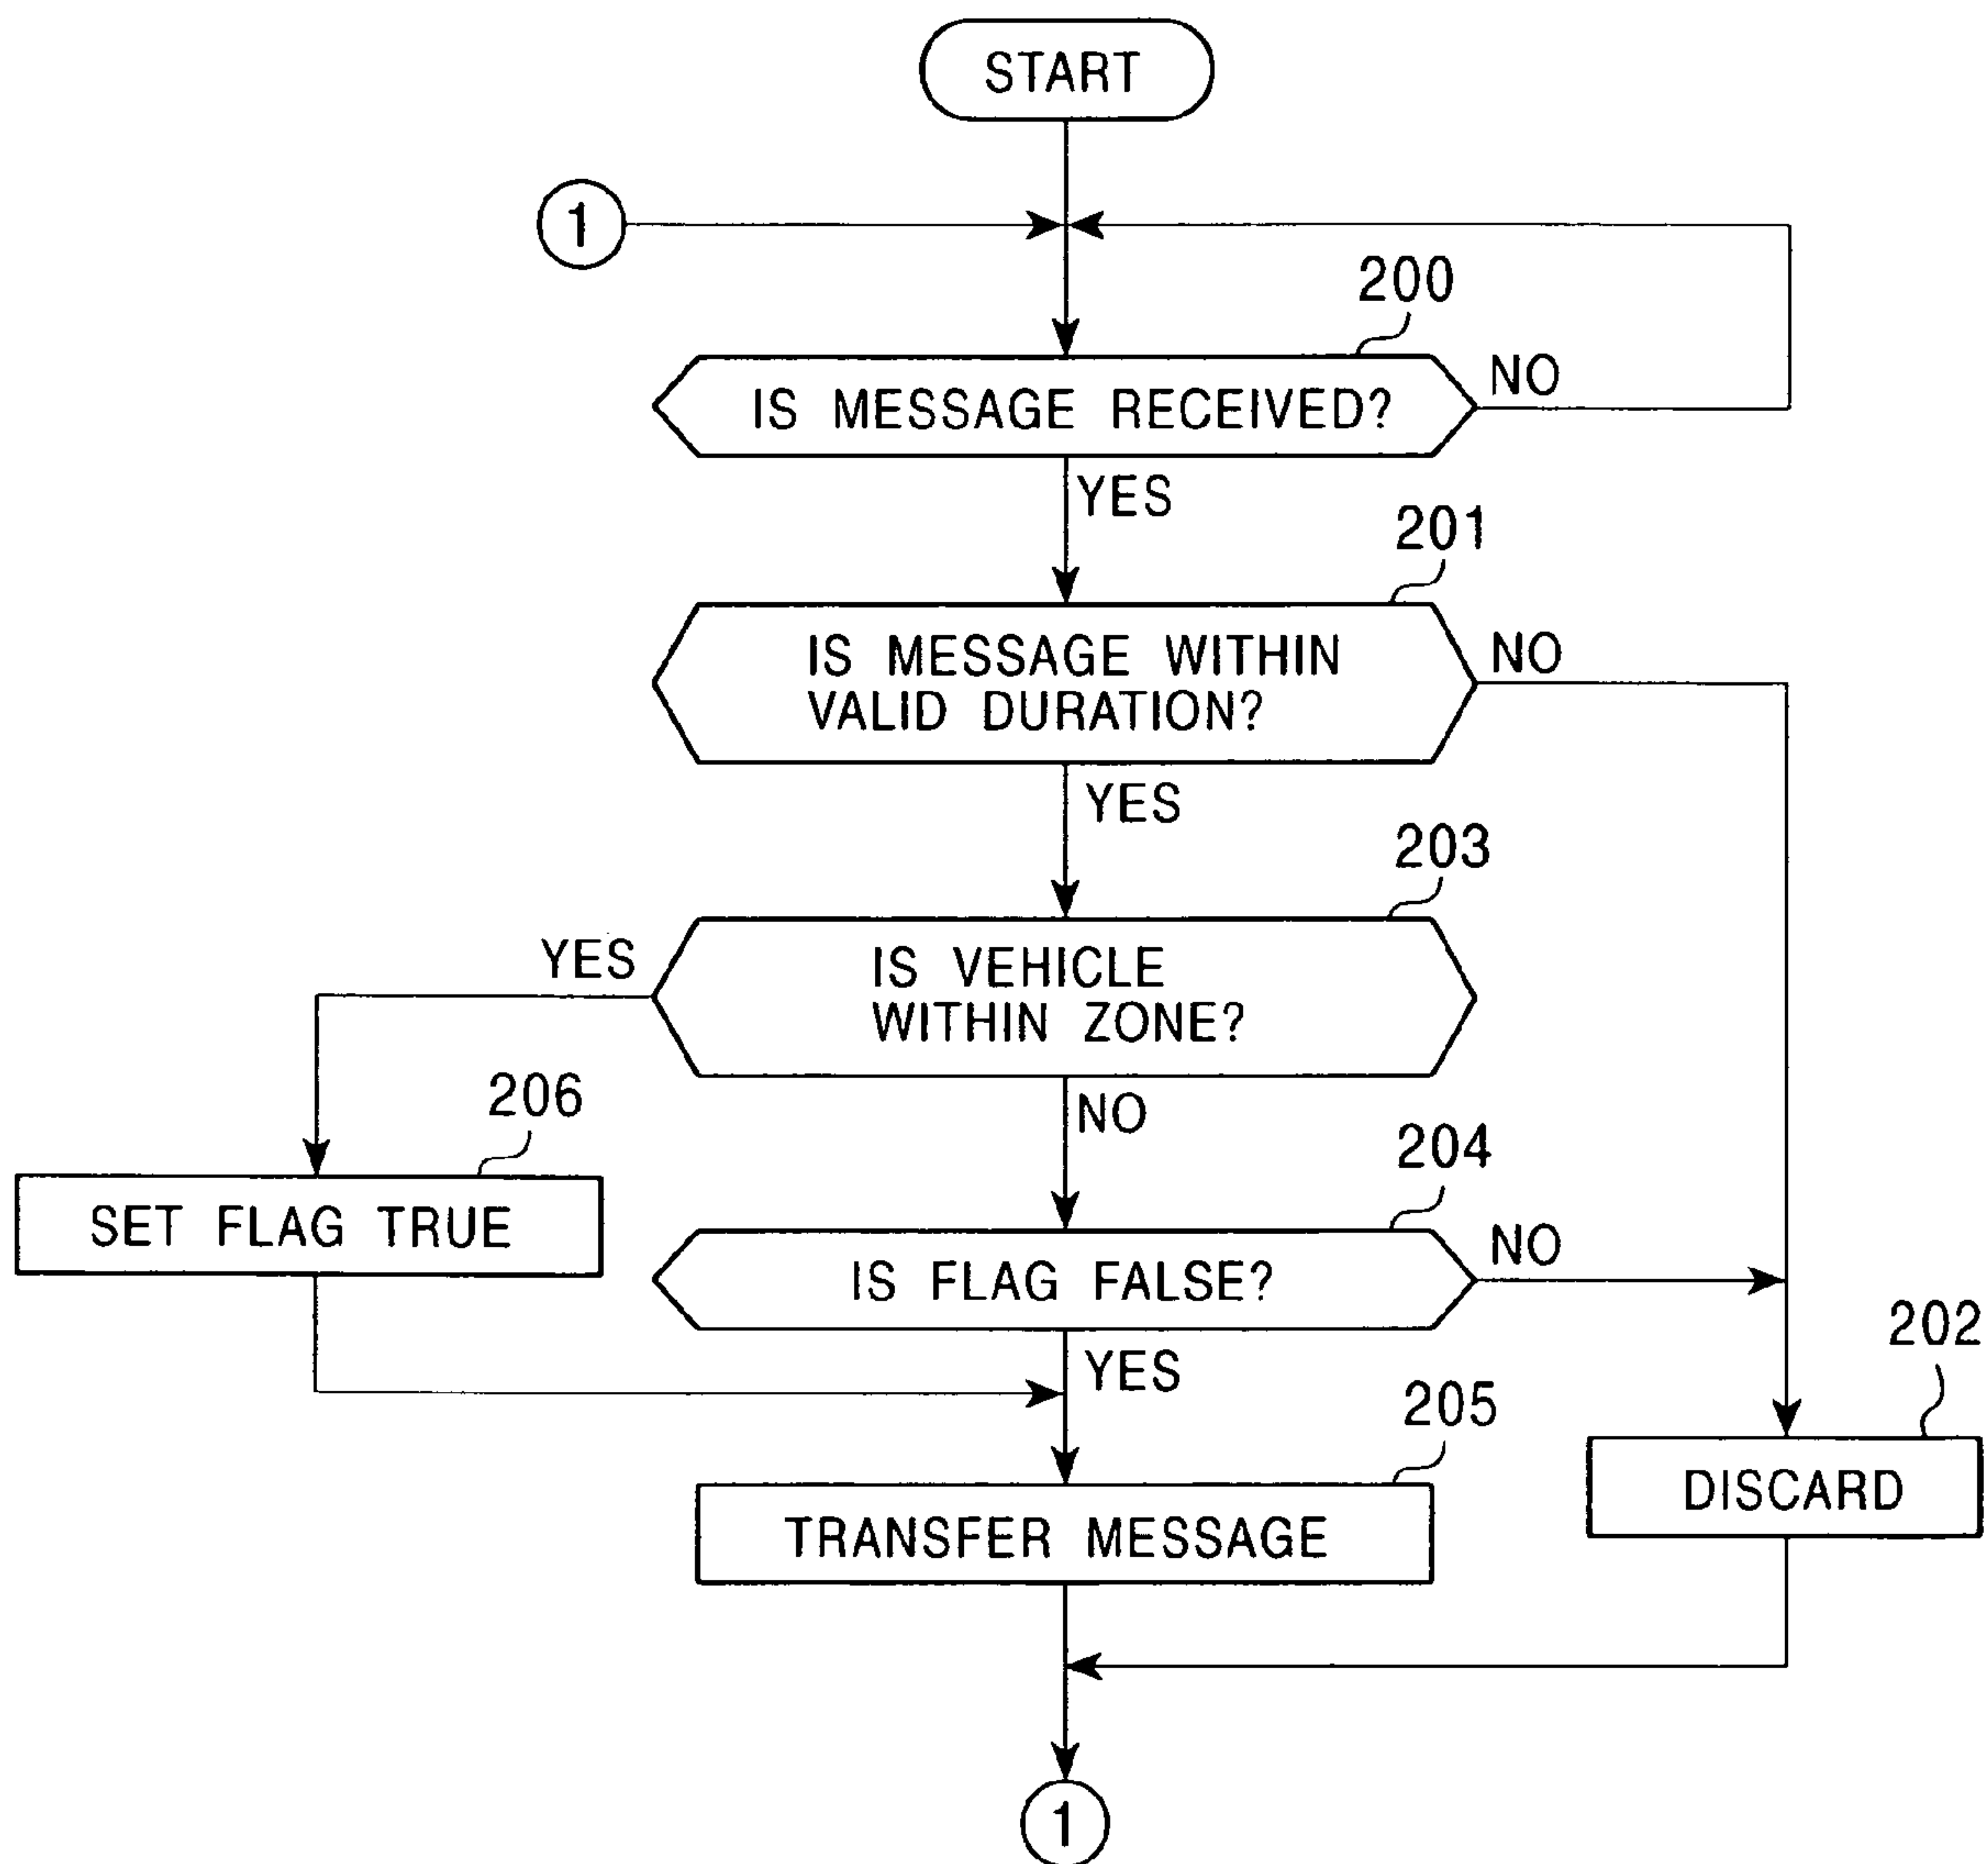 START
1
200
IS MESSAGE RECEIVED?
NO
YES
201
IS MESSAGE WITHIN
VALID DURATION?
NO
YES
203
IS VEHICLE
WITHIN ZONE?
YES
NO
206
SET FLAG TRUE
204
IS FLAG FALSE?
NO
YES
202
DISCARD
205
TRANSFER MESSAGE
1